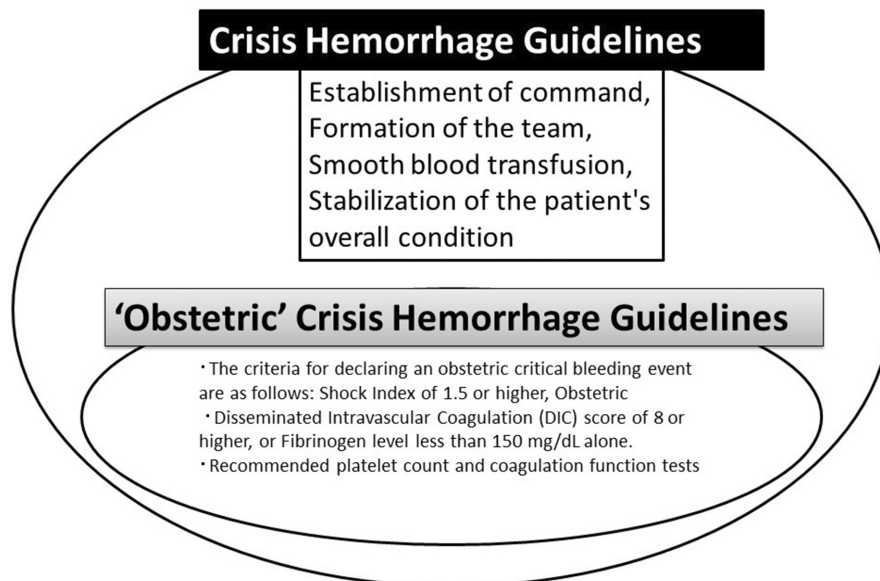 Crisis Hemorrhage Guidelines
Establishment of command,
Formation of the team,
Smooth blood transfusion,
Stabilization of the patient's
overall condition
‘Obstetric’ Crisis Hemorrhage Guidelines
・The criteria for declaring an obstetric critical bleeding event
are as follows: Shock Index of 1.5 or higher, Obstetric
・Disseminated Intravascular Coagulation (DIC) score of 8 or
higher, or Fibrinogen level less than 150 mg/dL alone.
・Recommended platelet count and coagulation function tests